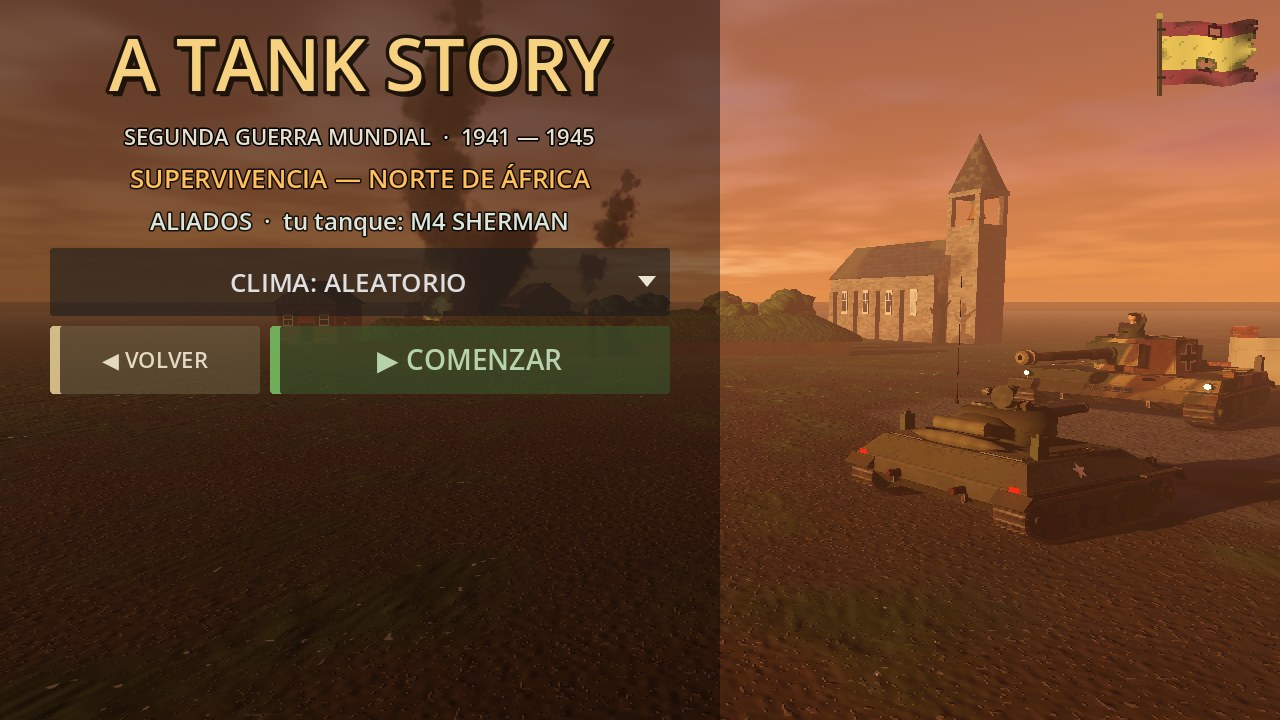 A TANK STORY
SEGUNDA GUERRA MUNDIAL · 1941 — 1945
SUPERVIVENCIA — NORTE DE ÁFRICA
ALIADOS · tu tanque: M4 SHERMAN
CLIMA: ALEATORIO
◀ VOLVER
▶ COMENZAR